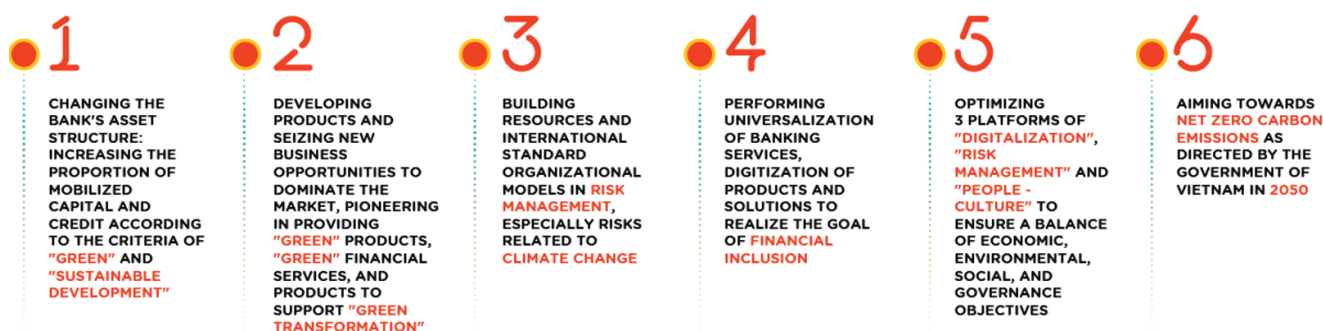 1
CHANGING THE
BANK'S ASSET
STRUCTURE:
INCREASING THE
PROPORTION OF
MOBILIZED
CAPITAL AND
CREDIT ACCORDING
TO THE CRITERIA OF
"GREEN" AND
"SUSTAINABLE
DEVELOPMENT"
2
DEVELOPING
PRODUCTS AND
SEIZING NEW
BUSINESS
OPPORTUNITIES TO
DOMINATE THE
MARKET, PIONEERING
IN PROVIDING
"GREEN" PRODUCTS,
"GREEN" FINANCIAL
SERVICES, AND
PRODUCTS TO
SUPPORT "GREEN
TRANSFORMATION"
3
BUILDING
RESOURCES AND
INTERNATIONAL
STANDARD
ORGANIZATIONAL
MODELS IN RISK
MANAGEMENT,
ESPECIALLY RISKS
RELATED TO
CLIMATE CHANGE
4
PERFORMING
UNIVERSALIZATION
OF BANKING
SERVICES,
DIGITIZATION OF
PRODUCTS AND
SOLUTIONS TO
REALIZE THE GOAL
OF FINANCIAL
INCLUSION
5
OPTIMIZING
3 PLATFORMS OF
"DIGITALIZATION",
"RISK
MANAGEMENT" AND
"PEOPLE -
CULTURE" TO
ENSURE A BALANCE
OF ECONOMIC,
ENVIRONMENTAL,
SOCIAL, AND
GOVERNANCE
OBJECTIVES
6
AIMING TOWARDS
NET ZERO CARBON
EMISSIONS AS
DIRECTED BY THE
GOVERNMENT OF
VIETNAM IN 2050